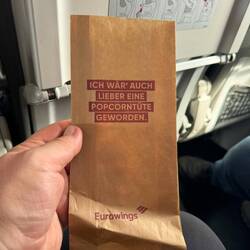 ICH WÄR' AUCH
LIEBER EINE
POPCORNTÜTE
GEWORDEN.
Eurowings